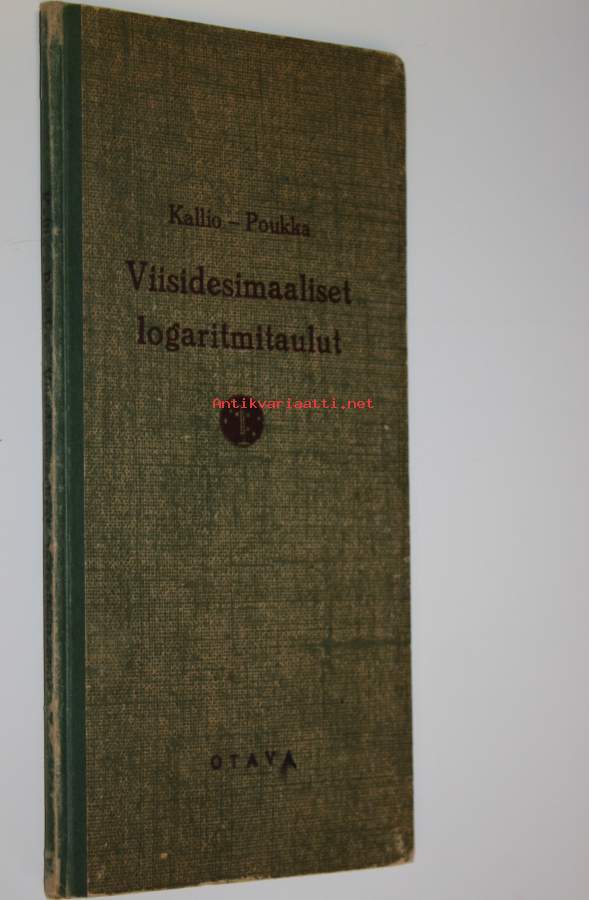 Kallio – Poukka
Viisidesimaaliset
logaritmitaulut
Antikvariaatti.net
OTAVA